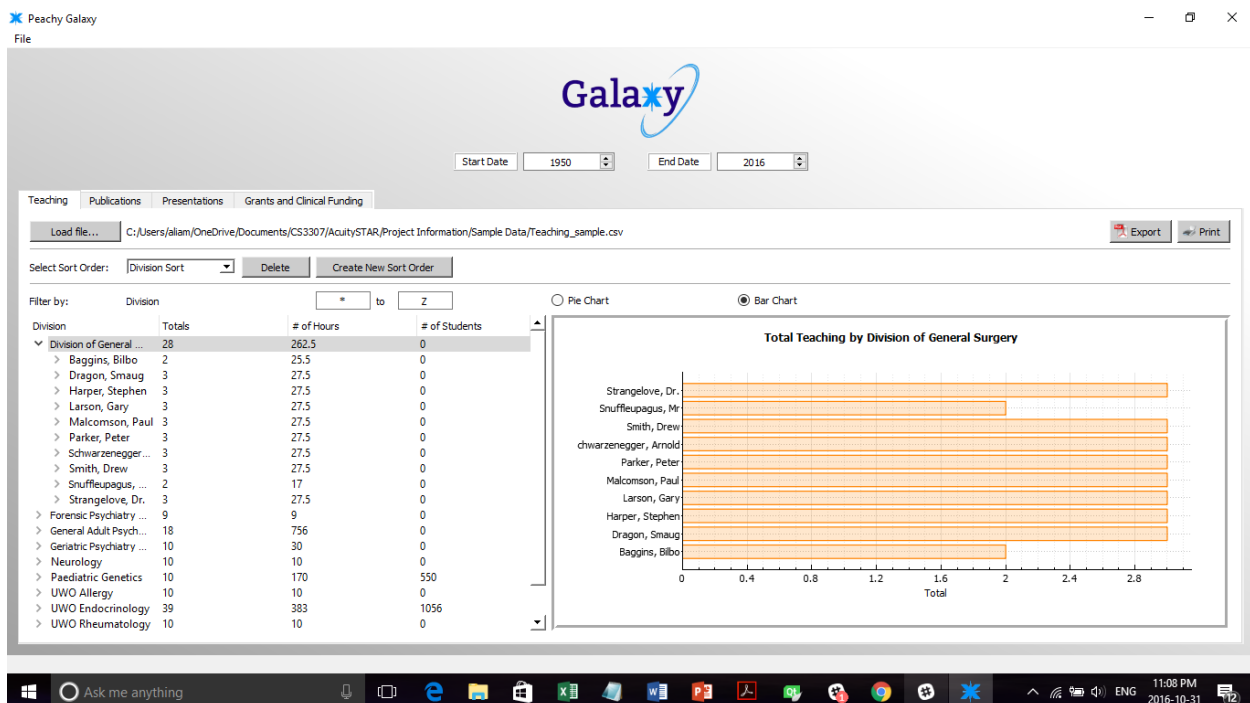 Peachy Galaxy
File
Galaxy
Start Date 1950 End Date 2016
Teaching Publications Presentations Grants and Clinical Funding
Load file... C:/Users/aliam/OneDrive/Documents/CS3307/AcuitySTAR/Project Information/Sample Data/Teaching_sample.csv Export Print
Select Sort Order: Division Sort Delete Create New Sort Order
Filter by: Division * to Z Pie Chart Bar Chart
Division Totals # of Hours # of Students
Division of General ... 28 262.5 0
Baggins, Bilbo 2 25.5 0
Dragon, Smaug 3 27.5 0
Harper, Stephen 3 27.5 0
Larson, Gary 3 27.5 0
Malcomson, Paul 3 27.5 0
Parker, Peter 3 27.5 0
Schwarzenegger... 3 27.5 0
Smith, Drew 3 27.5 0
Snuffleupagus, ... 2 17 0
Strangelove, Dr. 3 27.5 0
Forensic Psychiatry ... 9 9 0
General Adult Psych... 18 756 0
Geriatric Psychiatry ... 10 30 0
Neurology 10 10 0
Paediatric Genetics 10 170 550
UWO Allergy 10 10 0
UWO Endocrinology 39 383 1056
UWO Rheumatology 10 10 0
Total Teaching by Division of General Surgery
Strangelove, Dr.
Snuffleupagus, Mr
Smith, Drew
chwarzenegger, Arnold
Parker, Peter
Malcomson, Paul
Larson, Gary
Harper, Stephen
Dragon, Smaug
Baggins, Bilbo
0 0.4 0.8 1.2 1.6 2 2.4 2.8
Total
Ask me anything ENG 11:08 PM
2016-10-31 12